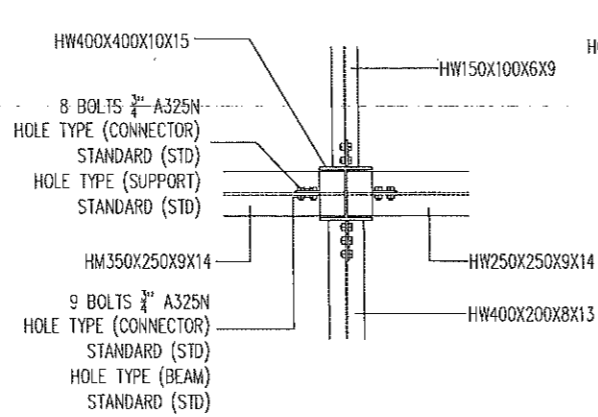 HW400X400X10X15
HW150X100X6X9
8 BOLTS 3/4" A325N
HOLE TYPE (CONNECTOR)
STANDARD (STD)
HOLE TYPE (SUPPORT)
STANDARD (STD)
HM350X250X9X14
HW250X250X9X14
9 BOLTS 3/4" A325N
HOLE TYPE (CONNECTOR)
STANDARD (STD)
HOLE TYPE (BEAM)
STANDARD (STD)
HW400X200X8X13